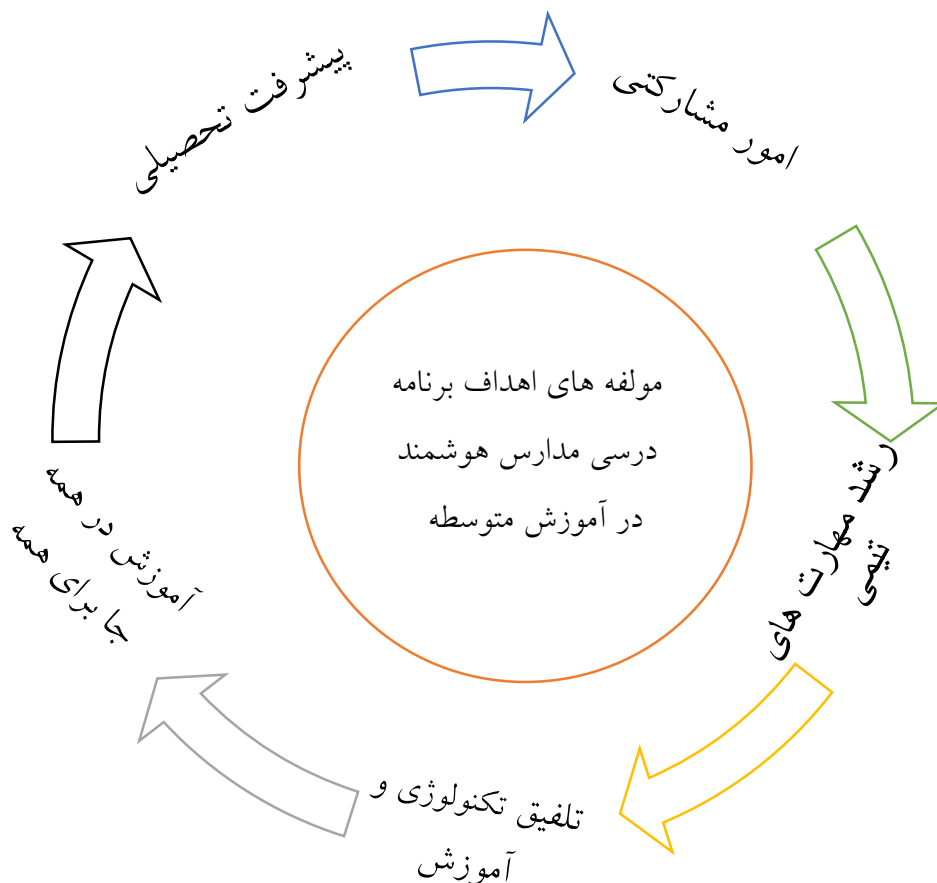 پیشرفت تحصیلی
امور مشارکتی
رشد مهارت های
تیمی
تلفیق تکنولوژی و
آموزش
آموزش در همه
جا برای همه
مولفه های اهداف برنامه
درسی مدارس هوشمند
در آموزش متوسطه